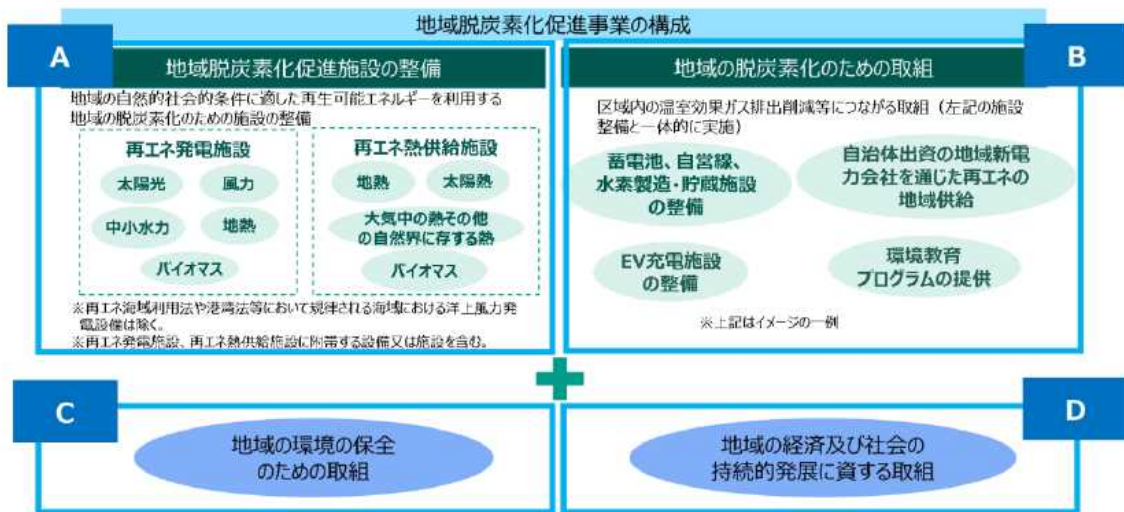 地域脱炭素化促進事業の構成
A
地域脱炭素化促進施設の整備
地域の自然的社会的条件に適した再生可能エネルギーを利用する
地域の脱炭素化のための施設の整備
再エネ発電施設
太陽光
風力
中小水力
地熱
バイオマス
再エネ熱供給施設
地熱
太陽熱
大気中の熱その他
の自然界に存する熱
バイオマス
※再エネ海域利用法や港湾法等において規律される海域における洋上風力発
電設備は除く。
※再エネ発電施設、再エネ熱供給施設に附帯する設備又は施設を含む。
B
地域の脱炭素化のための取組
区域内の温室効果ガス排出削減等につながる取組（左記の施設
整備と一体的に実施）
蓄電池、自営線、
水素製造・貯蔵施設
の整備
自治体出資の地域新電
力会社を通じた再エネの
地域供給
EV充電施設
の整備
環境教育
プログラムの提供
※上記はイメージの一例
C
地域の環境の保全
のための取組
D
地域の経済及び社会の
持続的発展に資する取組